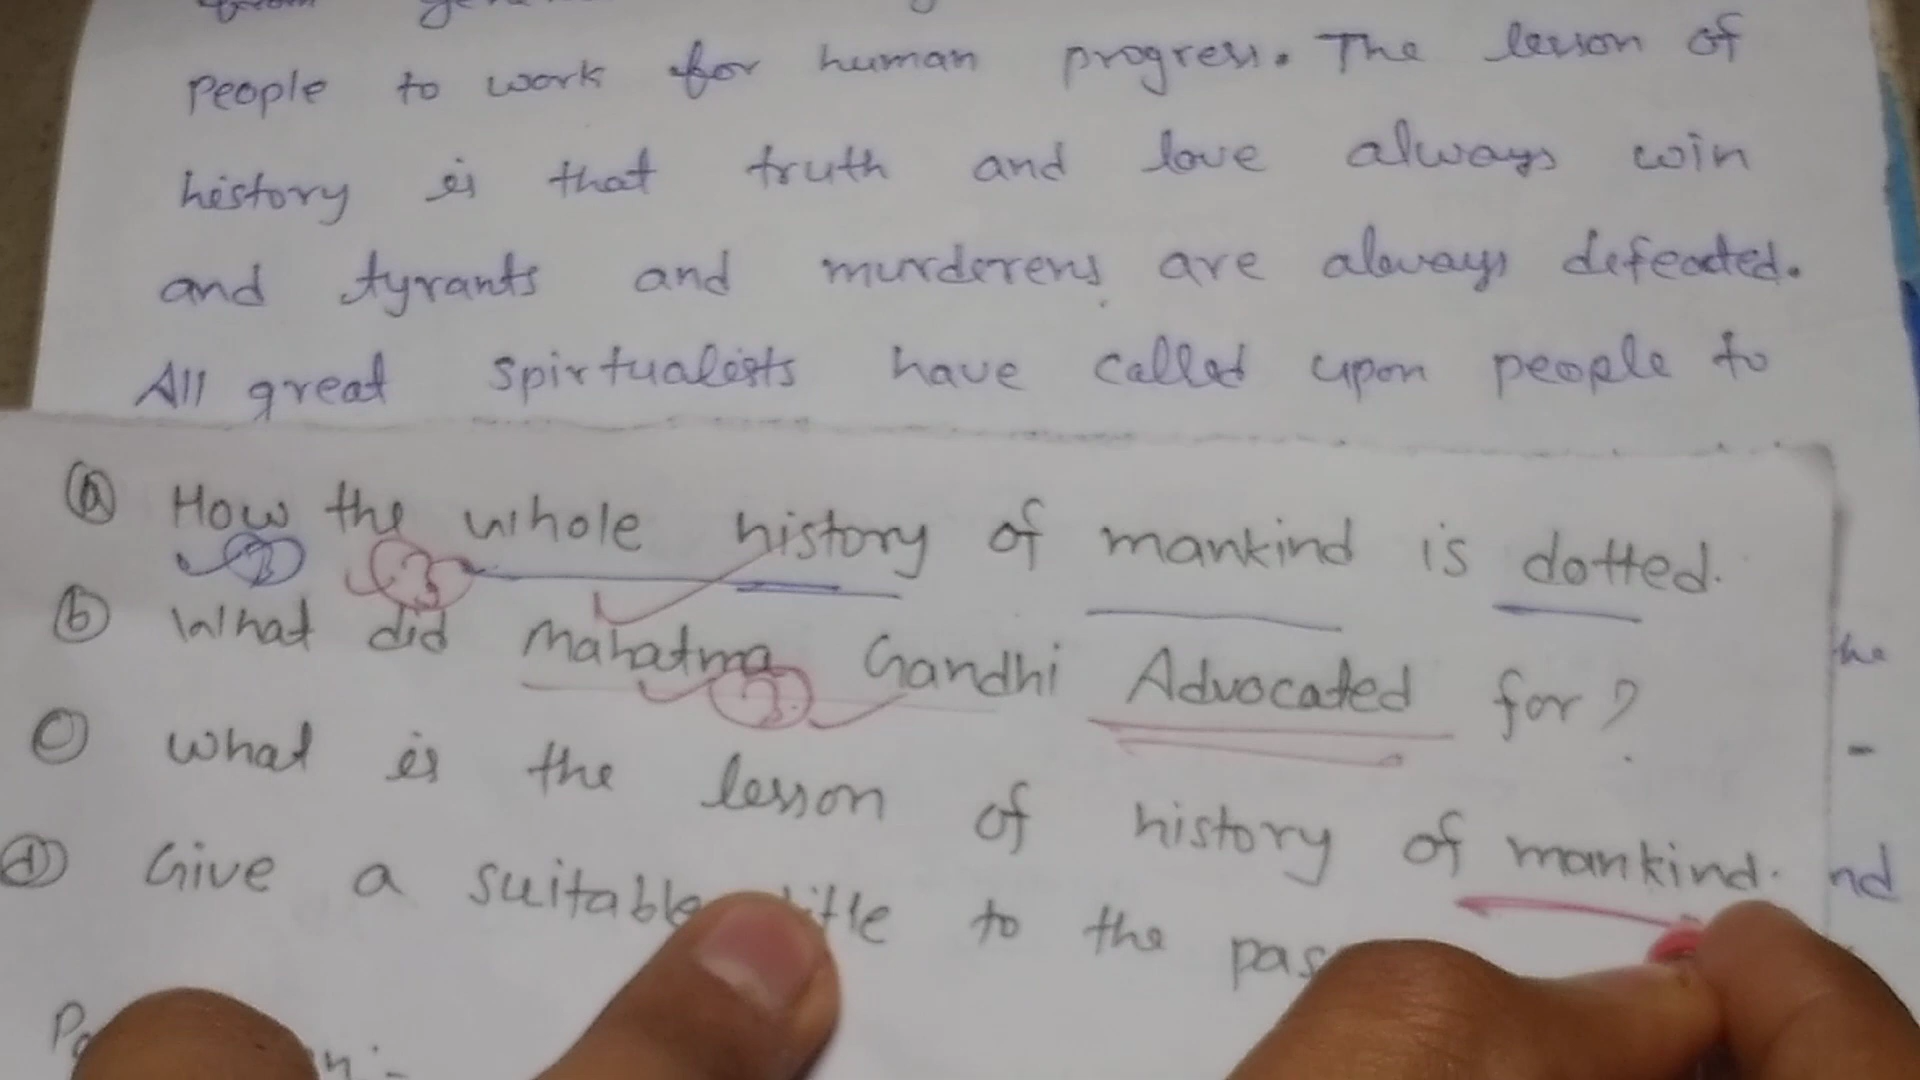 people to work for human progress. The lesson of
history is that truth and love always win
and tyrants and murderers are always defeated.
All great spirtualists have called upon people to
(a) How the whole history of mankind is dotted.
(b) What did Mahatma Gandhi Advocated for?
(c) what is the lesson of history of mankind.
(d) Give a suitable title to the pas
he
-
nd